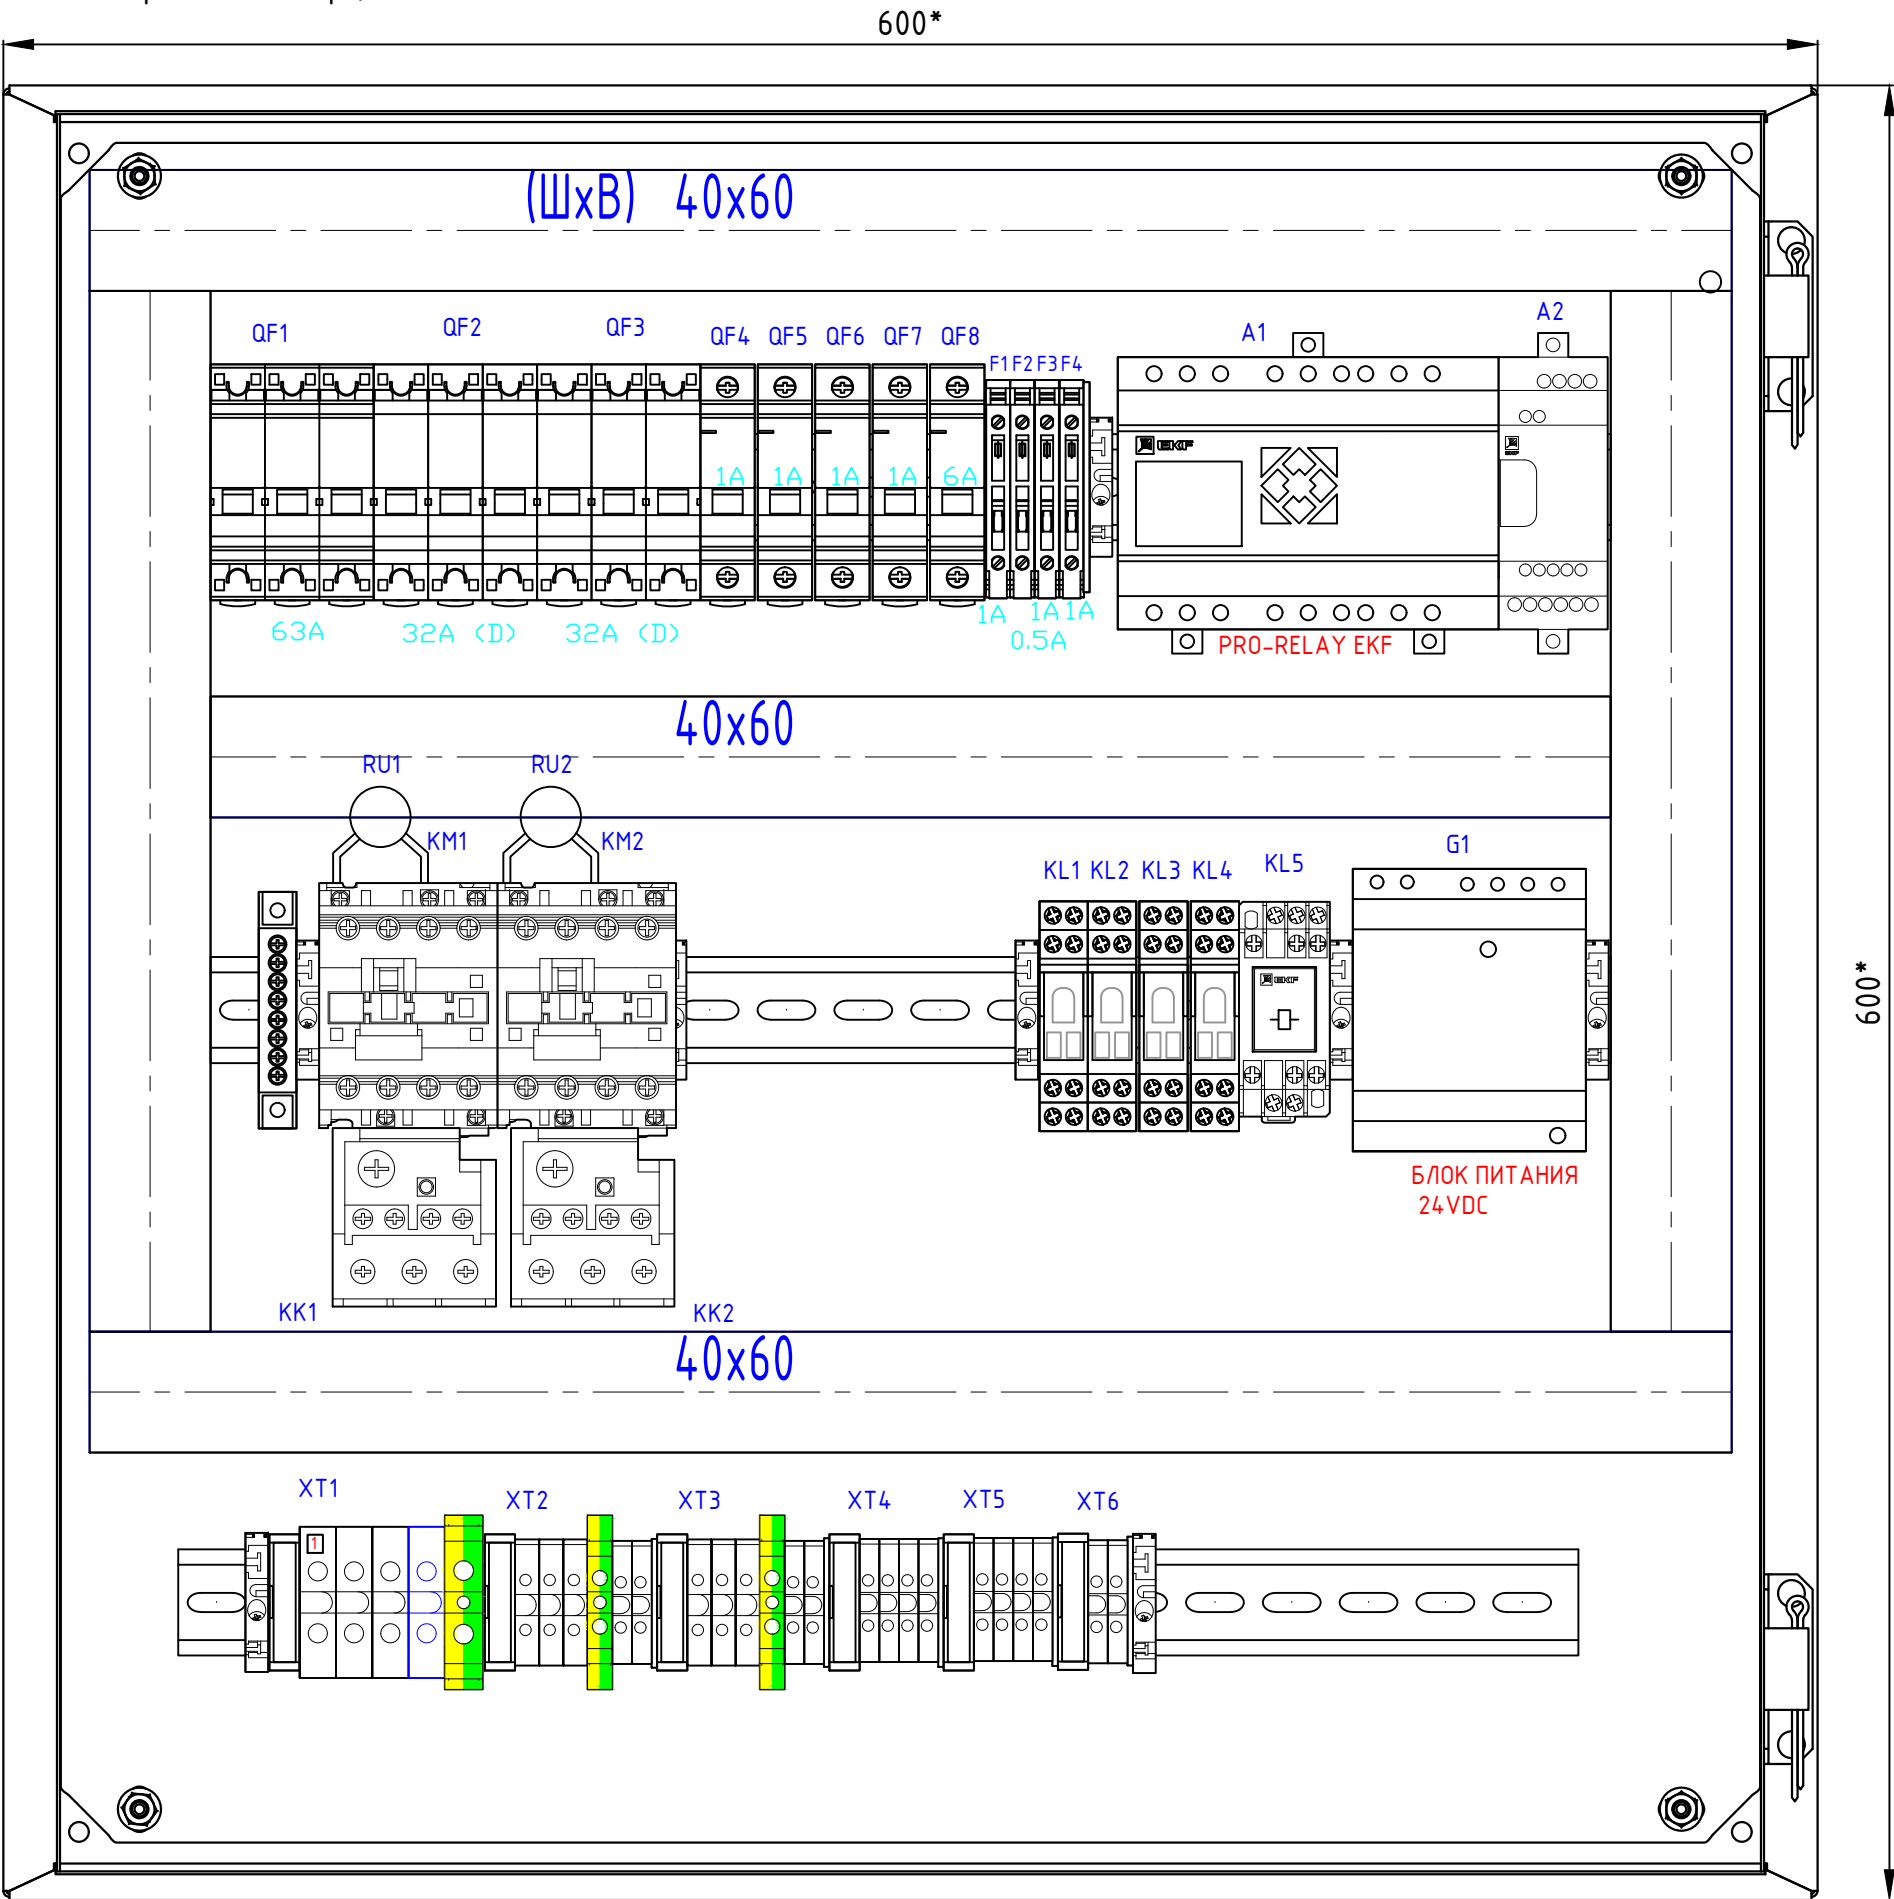 600*
(ШхВ) 40х60
QF1 QF2 QF3 QF4 QF5 QF6 QF7 QF8 F1 F2 F3 F4 A1 A2
EKF
EKF
1A 1A 1A 1A 6A
63A 32A (D) 32A (D) 1A 0.5A 1A 1A
PRO-RELAY EKF
40х60
RU1 RU2
KM1 KM2
KL1 KL2 KL3 KL4 KL5 G1
EKF
600*
БЛОК ПИТАНИЯ
24VDC
KK1 KK2
40х60
XT1 XT2 XT3 XT4 XT5 XT6
1